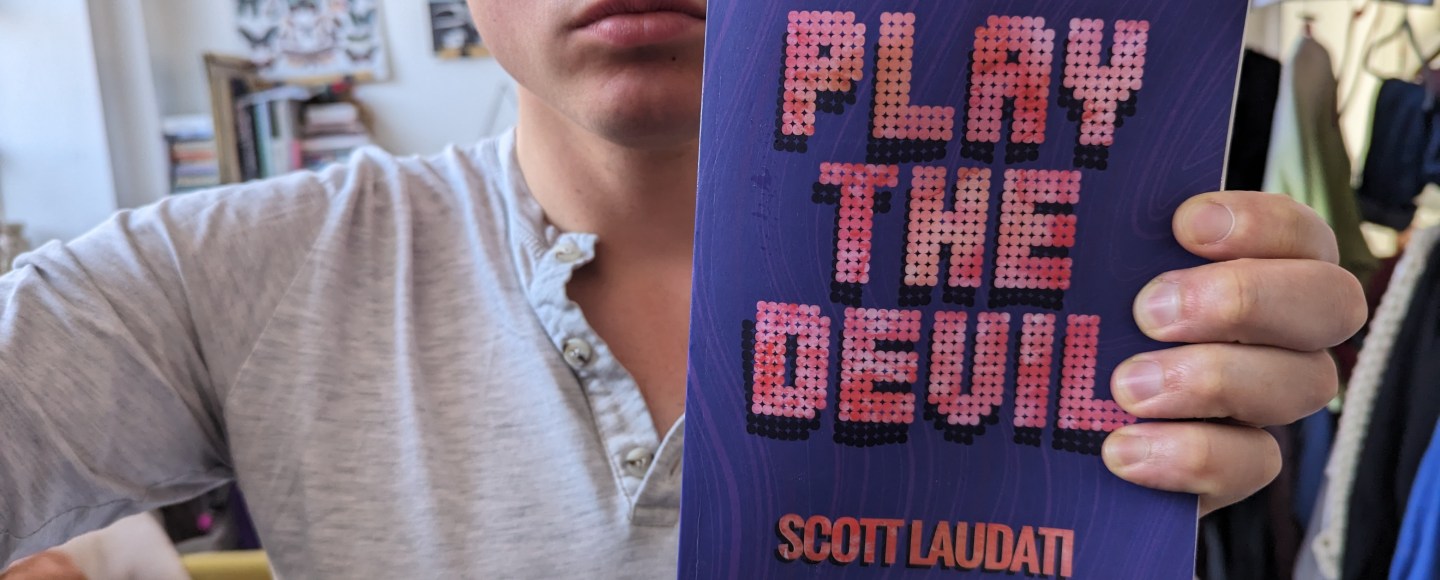 PLAY
THE
DEVIL
SCOTT LAUDATI